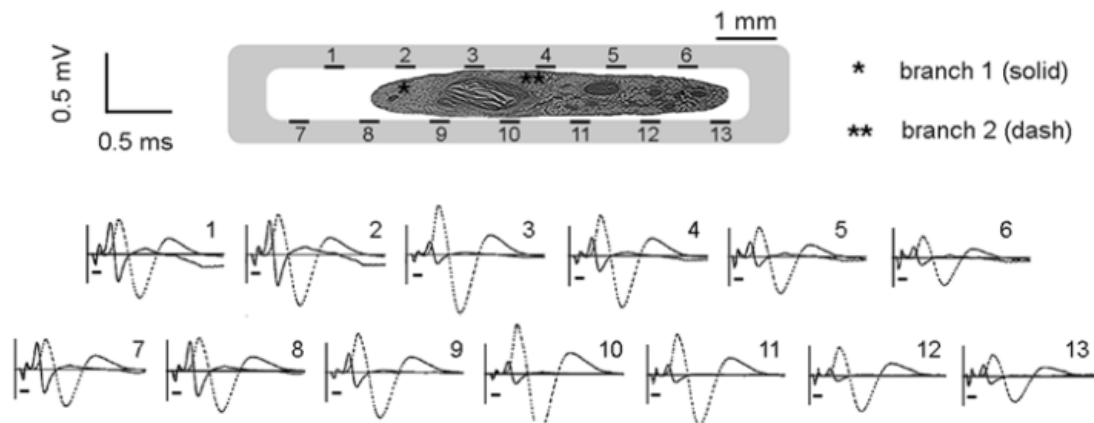 1 mm
0.5 mV
0.5 ms
1 2 3 4 5 6
* **
7 8 9 10 11 12 13
* branch 1 (solid)
** branch 2 (dash)
1 2 3 4 5 6
7 8 9 10 11 12 13